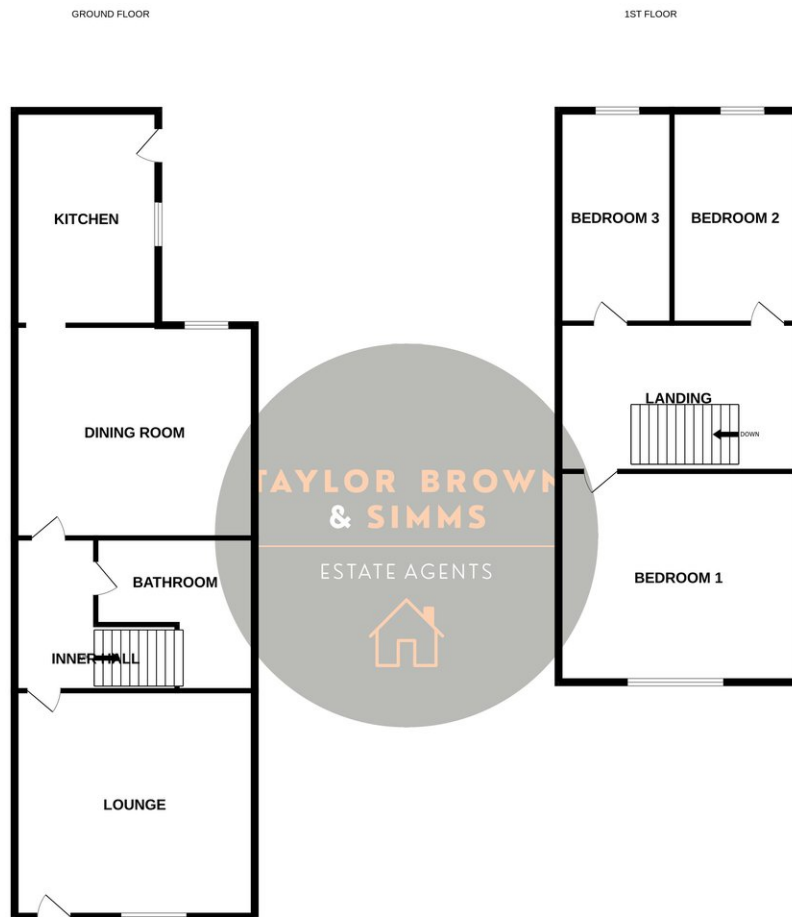 GROUND FLOOR
KITCHEN
DINING ROOM
BATHROOM
INNER HALL
LOUNGE
1ST FLOOR
BEDROOM 3
BEDROOM 2
LANDING
DOWN
BEDROOM 1
TAYLOR BROWN
& SIMMS
ESTATE AGENTS